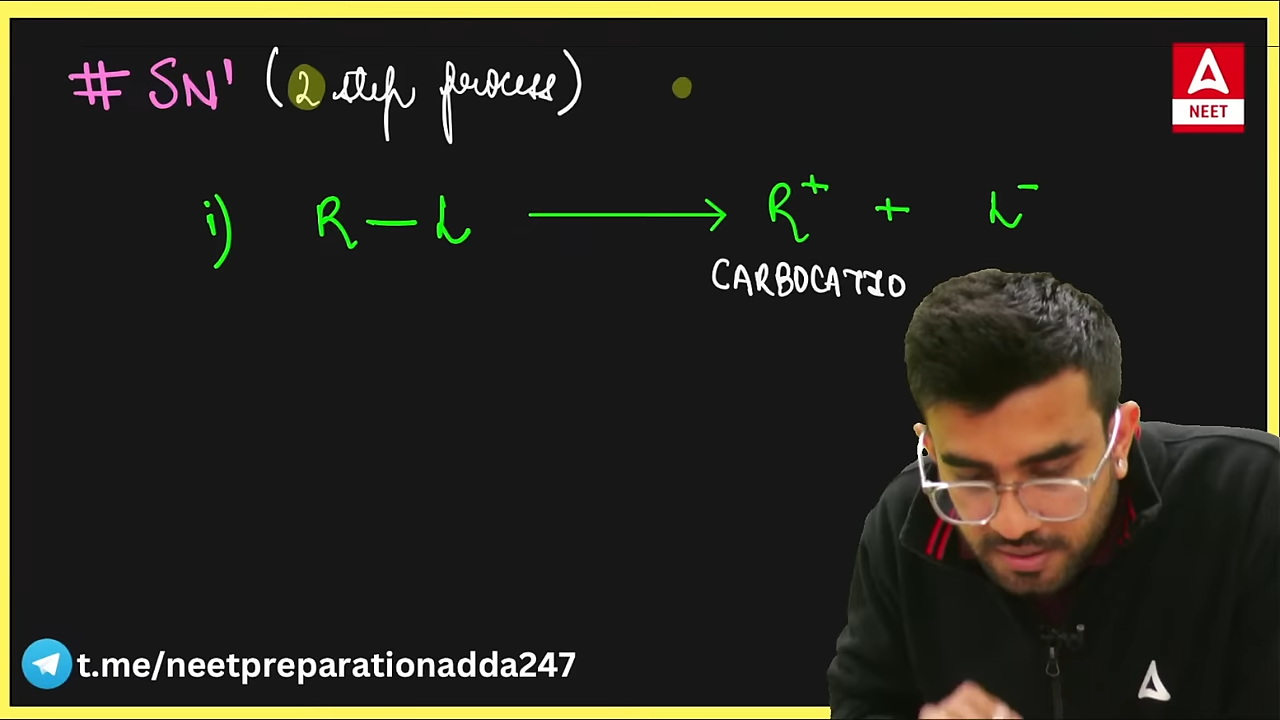 # SN' (2 step process)
NEET
i) R — L ⟶ R⁺ + L⁻
CARBOCATIO
t.me/neetpreparationadda247